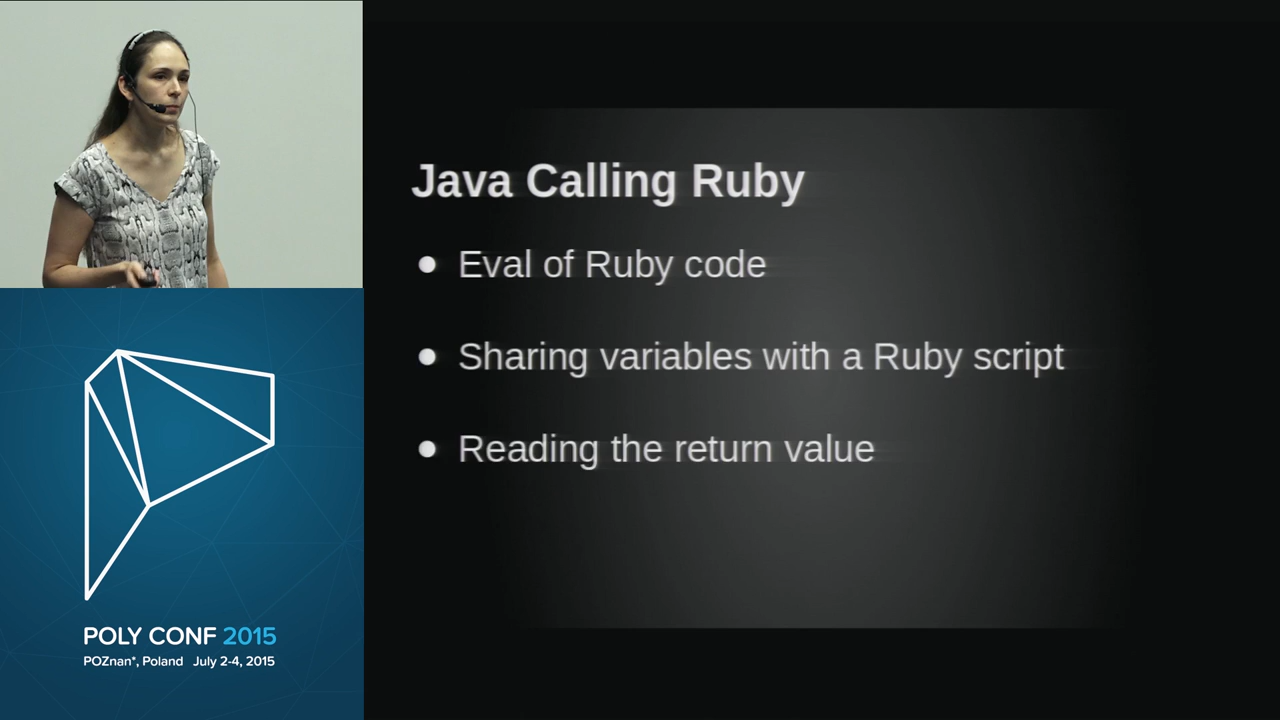 Java Calling Ruby
Eval of Ruby code
Sharing variables with a Ruby script
Reading the return value
POLY CONF 2015
POZnan*, Poland July 2-4, 2015